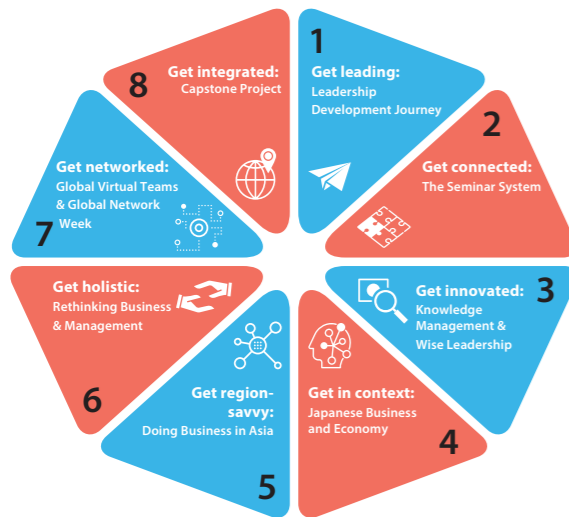 1
Get leading:
Leadership
Development Journey
2
Get connected:
The Seminar System
3
Get innovated:
Knowledge
Management &
Wise Leadership
4
Get in context:
Japanese Business
and Economy
5
Get region-
savvy:
Doing Business in Asia
6
Get holistic:
Rethinking Business
& Management
7
Get networked:
Global Virtual Teams
& Global Network
Week
8
Get integrated:
Capstone Project